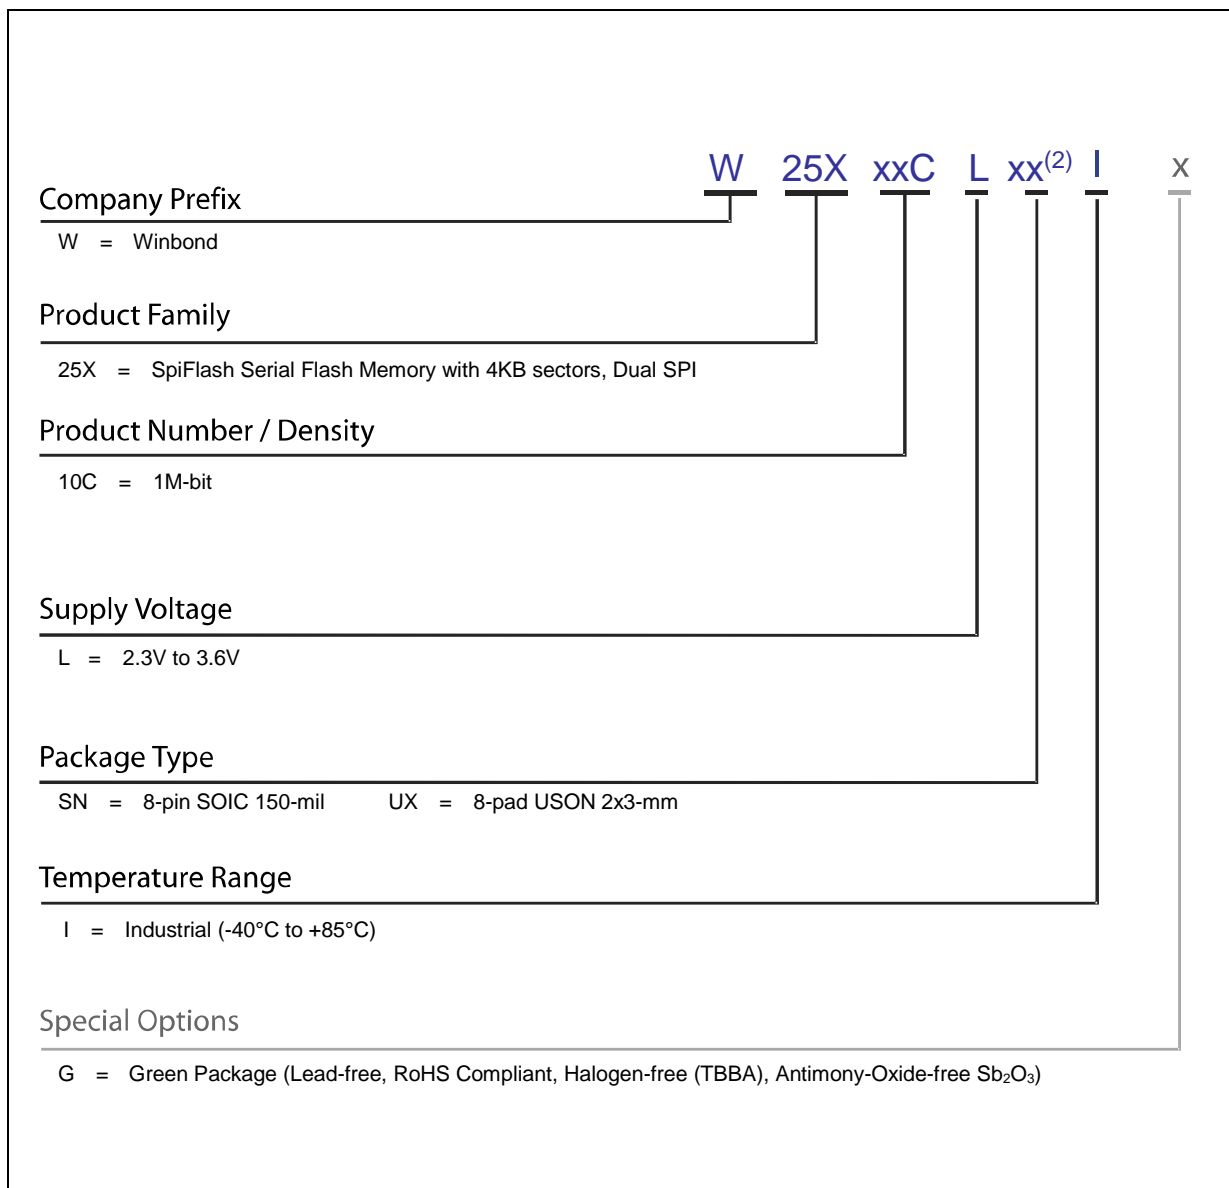 W 25X xxC L xx(2) I x
Company Prefix
W = Winbond
Product Family
25X = SpiFlash Serial Flash Memory with 4KB sectors, Dual SPI
Product Number / Density
10C = 1M-bit
Supply Voltage
L = 2.3V to 3.6V
Package Type
SN = 8-pin SOIC 150-mil UX = 8-pad USON 2x3-mm
Temperature Range
I = Industrial (-40°C to +85°C)
Special Options
G = Green Package (Lead-free, RoHS Compliant, Halogen-free (TBBA), Antimony-Oxide-free Sb₂O₃)